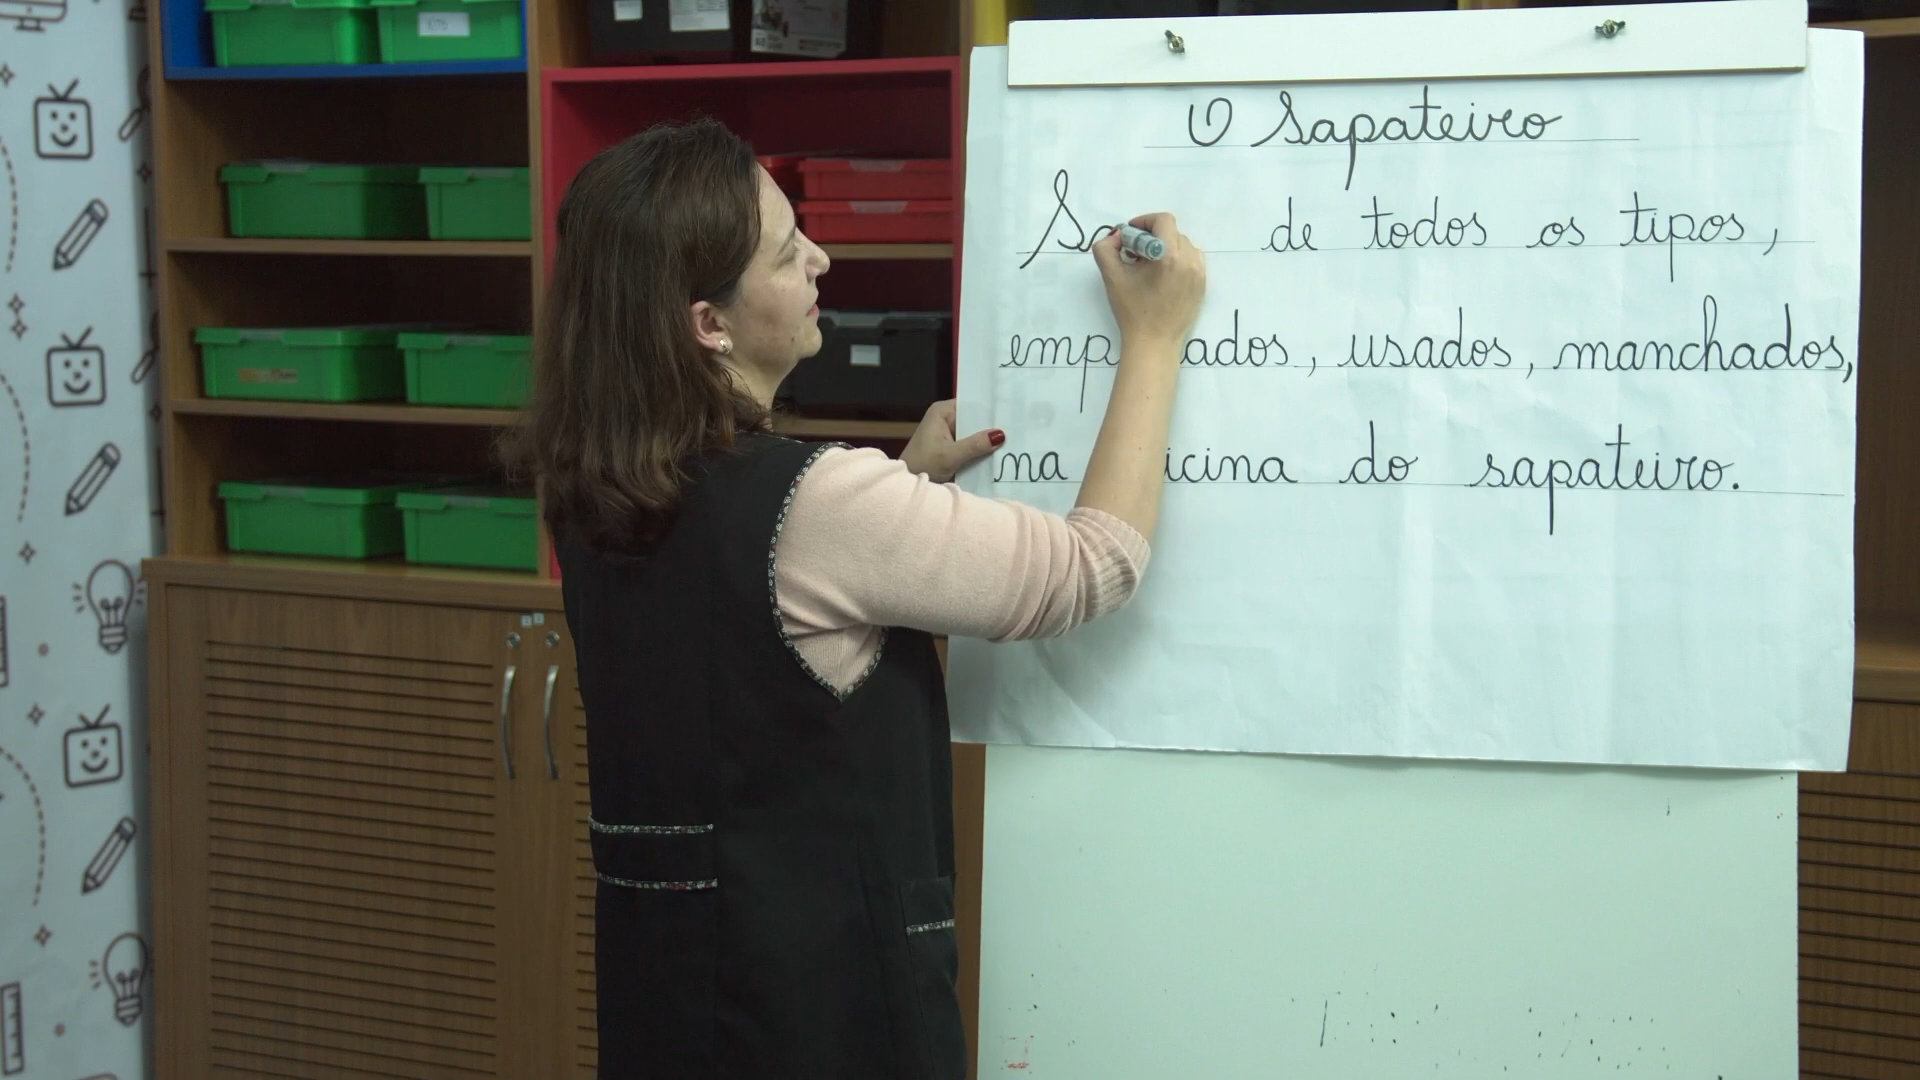 O Sapateiro
de todos os tipos,
usados, manchados,
na do sapateiro.